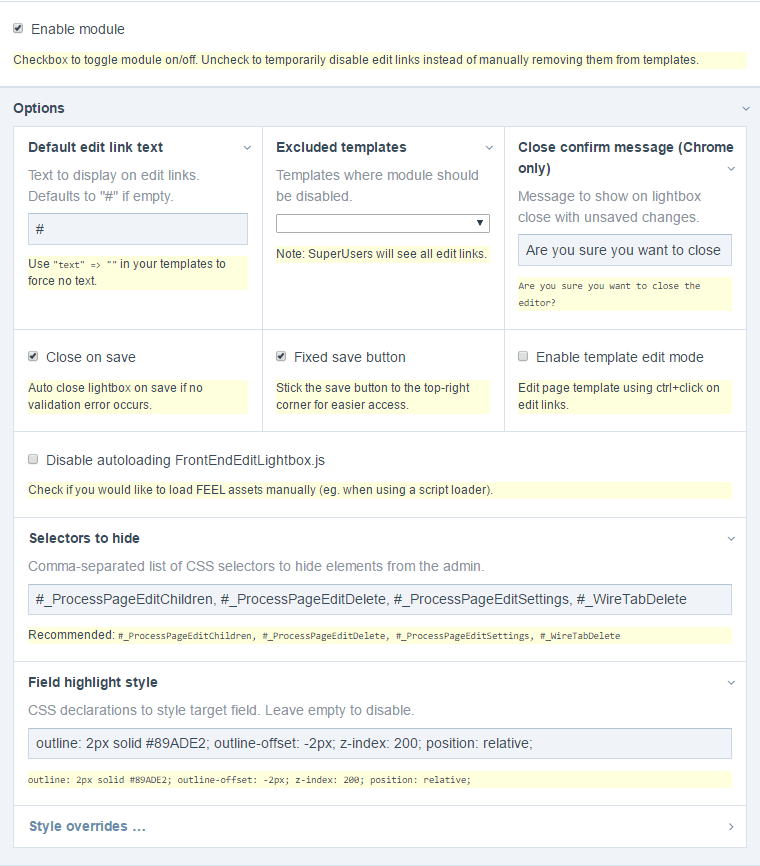 Enable module
Checkbox to toggle module on/off. Uncheck to temporarily disable edit links instead of manually removing them from templates.
Options
Default edit link text
Text to display on edit links.
Defaults to "#" if empty.
#
Use "text" => "" in your templates to
force no text.
Excluded templates
Templates where module should
be disabled.
Note: SuperUsers will see all edit links.
Close confirm message (Chrome
only)
Message to show on lightbox
close with unsaved changes.
Are you sure you want to close
Are you sure you want to close the
editor?
Close on save
Auto close lightbox on save if no
validation error occurs.
Fixed save button
Stick the save button to the top-right
corner for easier access.
Enable template edit mode
Edit page template using ctrl+click on
edit links.
Disable autoloading FrontEndEditLightbox.js
Check if you would like to load FEEL assets manually (eg. when using a script loader).
Selectors to hide
Comma-separated list of CSS selectors to hide elements from the admin.
#_ProcessPageEditChildren, #_ProcessPageEditDelete, #_ProcessPageEditSettings, #_WireTabDelete
Recommended: #_ProcessPageEditChildren, #_ProcessPageEditDelete, #_ProcessPageEditSettings, #_WireTabDelete
Field highlight style
CSS declarations to style target field. Leave empty to disable.
outline: 2px solid #89ADE2; outline-offset: -2px; z-index: 200; position: relative;
outline: 2px solid #89ADE2; outline-offset: -2px; z-index: 200; position: relative;
Style overrides ...